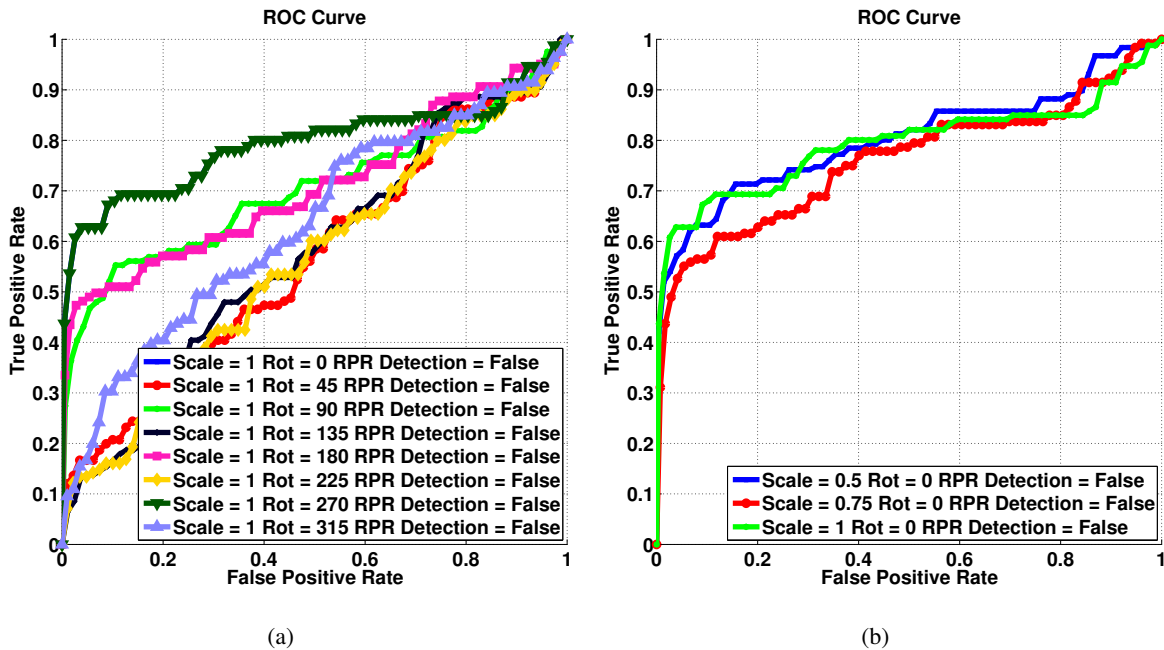 ROC Curve
1
0.9
0.8
0.7
0.6
0.5
0.4
0.3
0.2
0.1
0
True Positive Rate
Scale = 1 Rot = 0 RPR Detection = False
Scale = 1 Rot = 45 RPR Detection = False
Scale = 1 Rot = 90 RPR Detection = False
Scale = 1 Rot = 135 RPR Detection = False
Scale = 1 Rot = 180 RPR Detection = False
Scale = 1 Rot = 225 RPR Detection = False
Scale = 1 Rot = 270 RPR Detection = False
Scale = 1 Rot = 315 RPR Detection = False
0 0.2 0.4 0.6 0.8 1
False Positive Rate
(a)
ROC Curve
1
0.9
0.8
0.7
0.6
0.5
0.4
0.3
0.2
0.1
0
True Positive Rate
Scale = 0.5 Rot = 0 RPR Detection = False
Scale = 0.75 Rot = 0 RPR Detection = False
Scale = 1 Rot = 0 RPR Detection = False
0 0.2 0.4 0.6 0.8 1
False Positive Rate
(b)